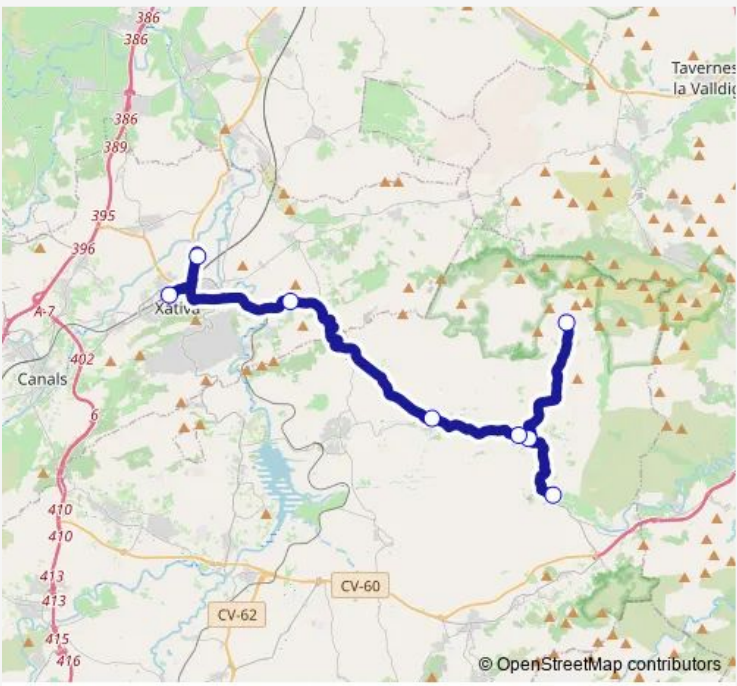 386
386
Tavernes
la Valldig
386
389
395
396
A-7
Xàtiva
402
Canals
6
410
410
413
CV-60
413
CV-62
415
416
© OpenStreetMap contributors